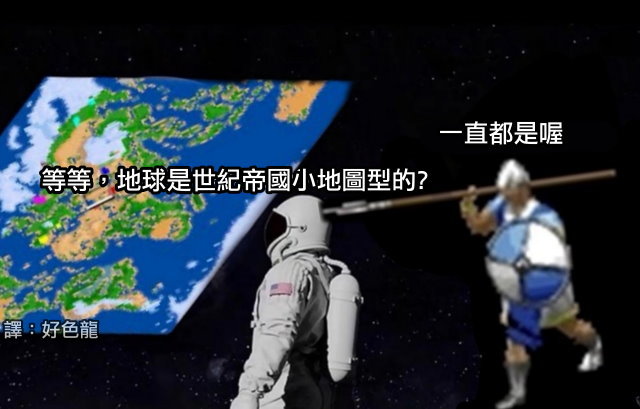 一直都是喔
等等，地球是世紀帝國小地圖型的?
譯：好色龍